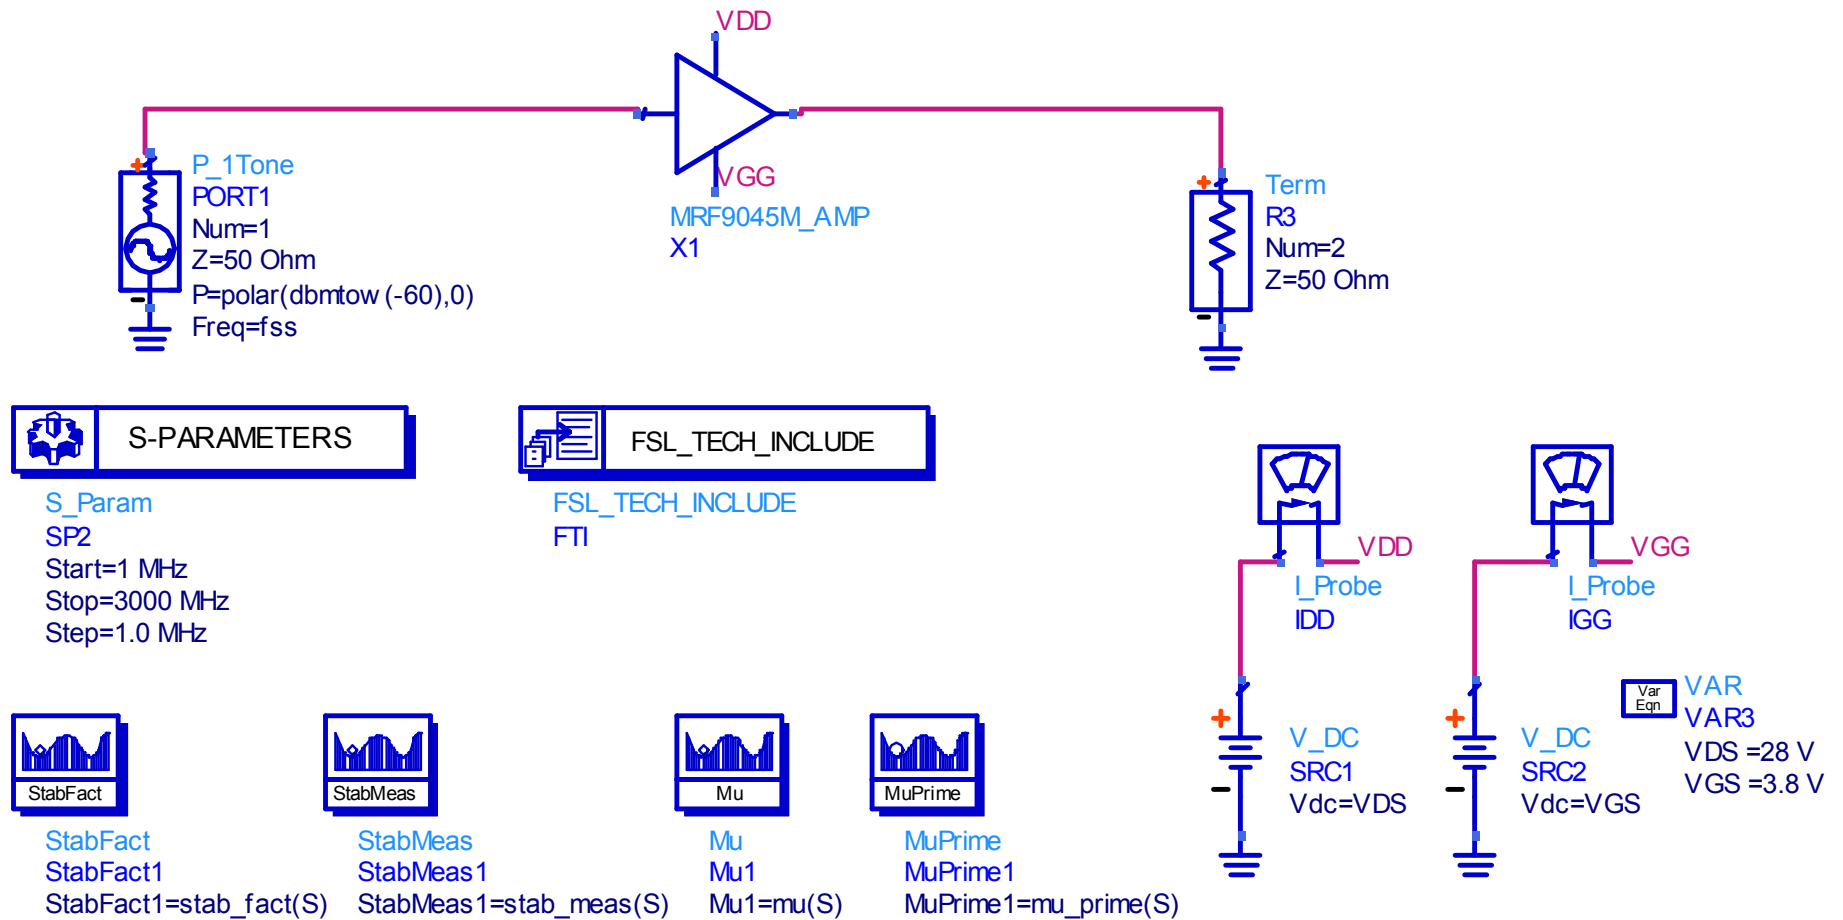 VDD
VGG
MRF9045M_AMP
X1
P_1Tone
PORT1
Num=1
Z=50 Ohm
P=polar(dbmtow(-60),0)
Freq=fss
Term
R3
Num=2
Z=50 Ohm
S-PARAMETERS
S_Param
SP2
Start=1 MHz
Stop=3000 MHz
Step=1.0 MHz
FSL_TECH_INCLUDE
FSL_TECH_INCLUDE
FTI
VDD
I_Probe
IDD
VGG
I_Probe
IGG
V_DC
SRC1
Vdc=VDS
V_DC
SRC2
Vdc=VGS
Var
Eqn
VAR
VAR3
VDS =28 V
VGS =3.8 V
StabFact
StabFact
StabFact1
StabFact1=stab_fact(S)
StabMeas
StabMeas
StabMeas1
StabMeas1=stab_meas(S)
Mu
Mu
Mu1
Mu1=mu(S)
MuPrime
MuPrime
MuPrime1
MuPrime1=mu_prime(S)